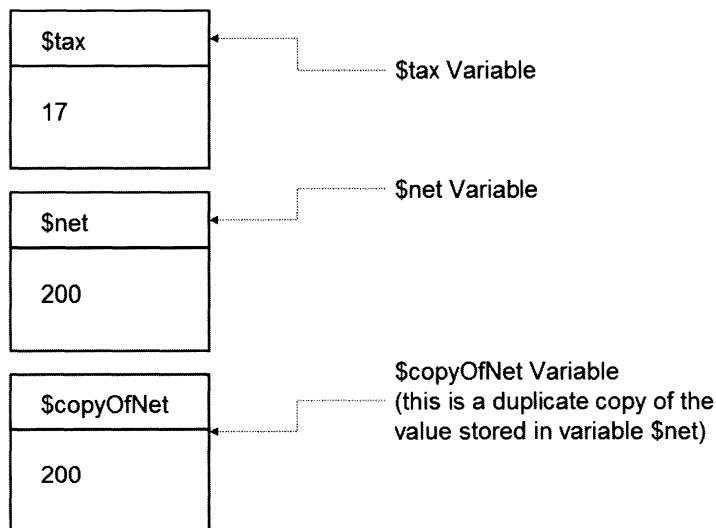 $tax
$tax Variable
17
$net Variable
$net
200
$copyOfNet Variable
$copyOfNet
(this is a duplicate copy of the
value stored in variable $net)
200